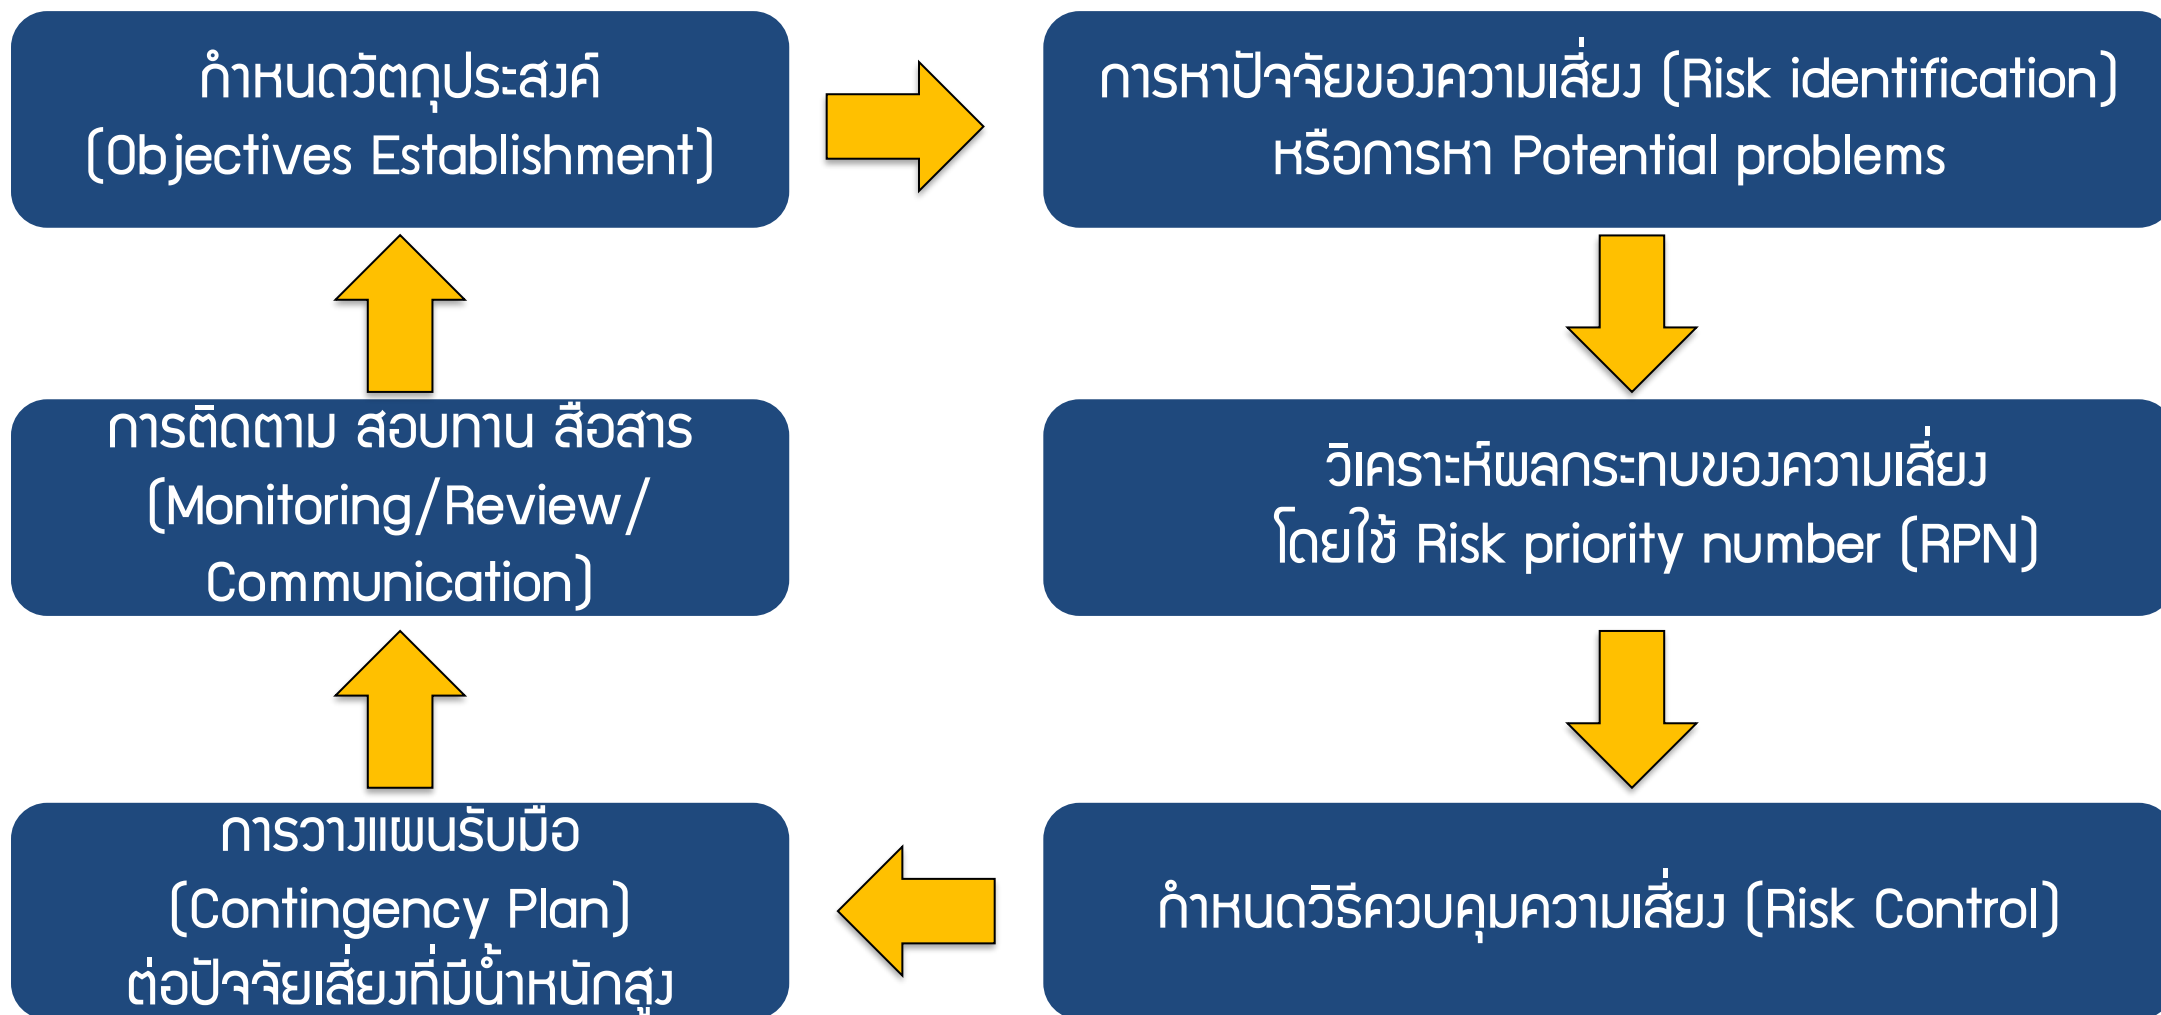 กำหนดวัตถุประสงค์
(Objectives Establishment)
การหาปัจจัยของความเสี่ยง (Risk identification)
หรือการหา Potential problems
วิเคราะห์ผลกระทบของความเสี่ยง
โดยใช้ Risk priority number (RPN)
กำหนดวิธีควบคุมความเสี่ยง (Risk Control)
การวางแผนรับมือ
(Contingency Plan)
ต่อปัจจัยเสี่ยงที่มีน้ำหนักสูง
การติดตาม สอบทาน สื่อสาร
(Monitoring/Review/
Communication)